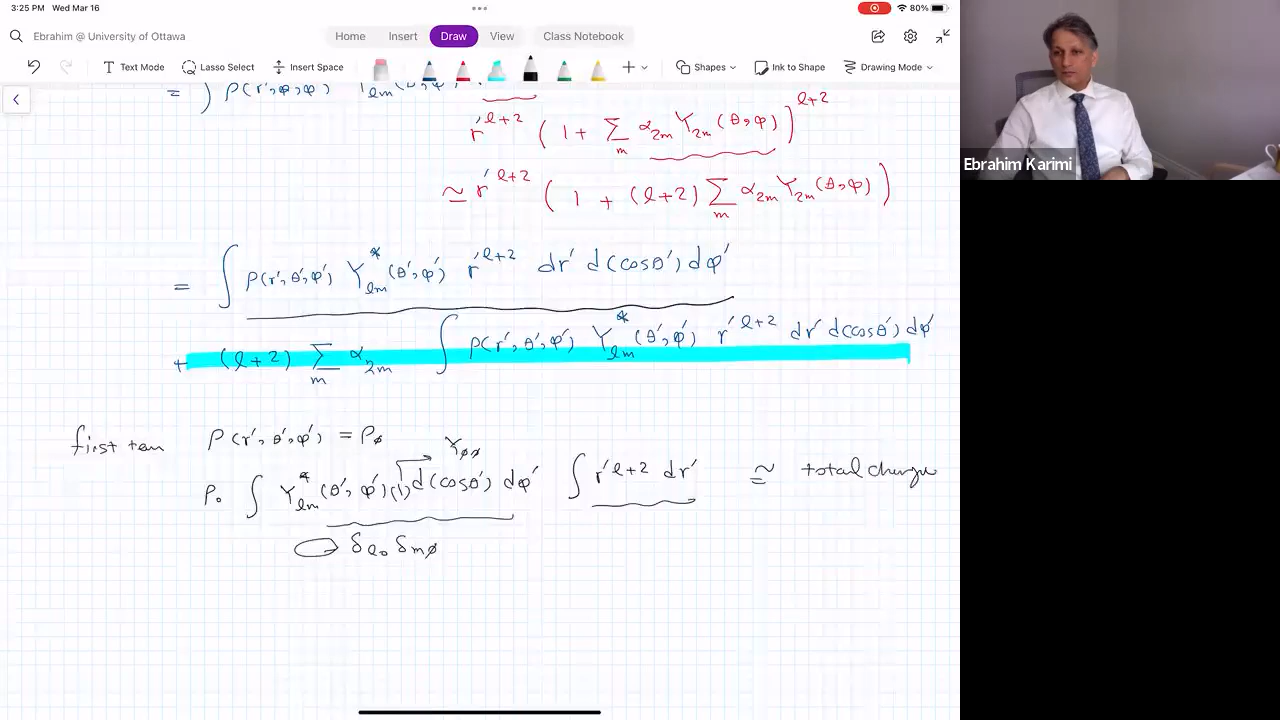 3:25 PM Wed Mar 16
80%
Ebrahim @ University of Ottawa
Home Insert Draw View Class Notebook
Text Mode Lasso Select Insert Space Shapes Ink to Shape Drawing Mode
r'^{l+2} (1 + Σ_m α_{2m} Y_{2m}(θ,φ))^{l+2}
≃ r'^{l+2} (1 + (l+2) Σ_m α_{2m} Y_{2m}(θ,φ))
= ∫ ρ(r',θ',φ') Y*_{lm}(θ',φ') r'^{l+2} dr' d(cosθ') dφ'
+ (l+2) Σ_m α_{2m} ∫ ρ(r',θ',φ') Y*_{lm}(θ',φ') r'^{l+2} dr' d(cosθ') dφ'
first term ρ(r',θ',φ') = ρ_0
Y_{00}
ρ_0 ∫ Y*_{lm}(θ',φ')(1) d(cosθ') dφ' ∫ r'^{l+2} dr' ≅ total charge
δ_{l0} δ_{m0}
Ebrahim Karimi